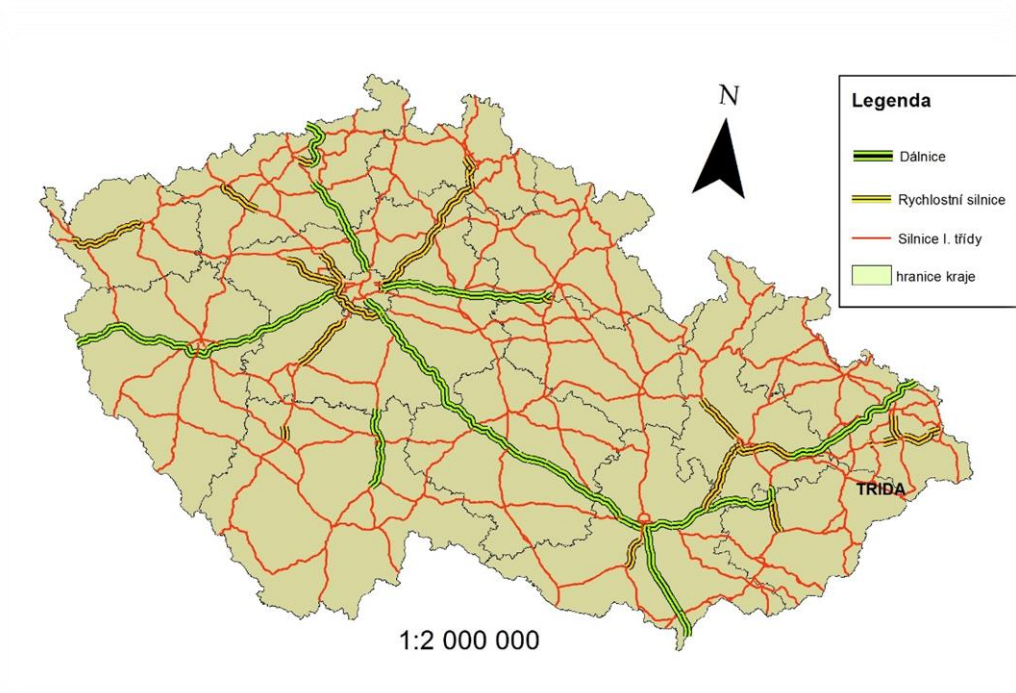 N
Legenda
Dálnice
Rychlostní silnice
Silnice I. třídy
hranice kraje
TRIDA
1:2 000 000